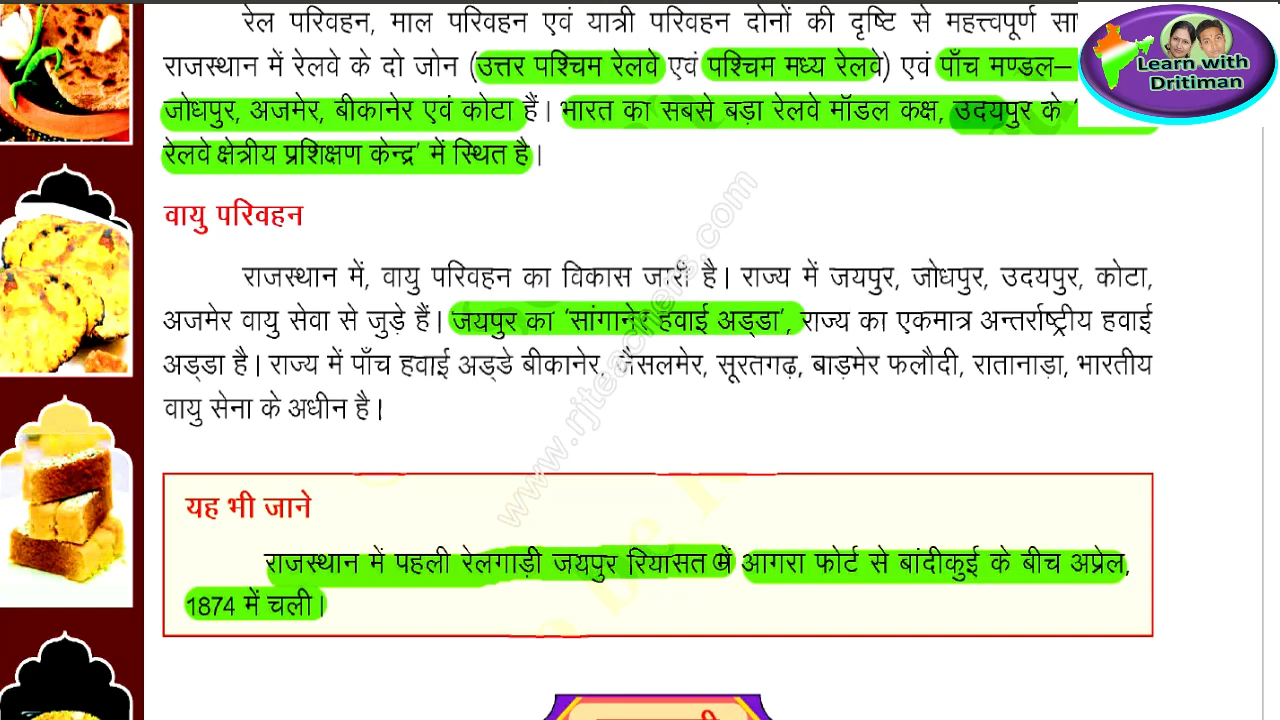 रेल परिवहन, माल परिवहन एवं यात्री परिवहन दोनों की दृष्टि से महत्त्वपूर्ण
राजस्थान में रेलवे के दो जोन (उत्तर पश्चिम रेलवे एवं पश्चिम मध्य रेलवे) एवं पाँच मण्डल–
जोधपुर, अजमेर, बीकानेर एवं कोटा हैं। भारत का सबसे बड़ा रेलवे मॉडल कक्ष, उदयपुर के '
रेलवे क्षेत्रीय प्रशिक्षण केन्द्र' में स्थित है।
Learn with
Dritiman
वायु परिवहन
राजस्थान में, वायु परिवहन का विकास जारी है। राज्य में जयपुर, जोधपुर, उदयपुर, कोटा,
अजमेर वायु सेवा से जुड़े हैं। जयपुर का 'सांगानेर हवाई अड्डा', राज्य का एकमात्र अन्तर्राष्ट्रीय हवाई
अड्डा है। राज्य में पाँच हवाई अड्डे बीकानेर, जैसलमेर, सूरतगढ़, बाड़मेर फलौदी, रातानाड़ा, भारतीय
वायु सेना के अधीन है।
www.rjteachers.com
यह भी जाने
राजस्थान में पहली रेलगाड़ी जयपुर रियासत में आगरा फोर्ट से बांदीकुई के बीच अप्रेल,
1874 में चली।